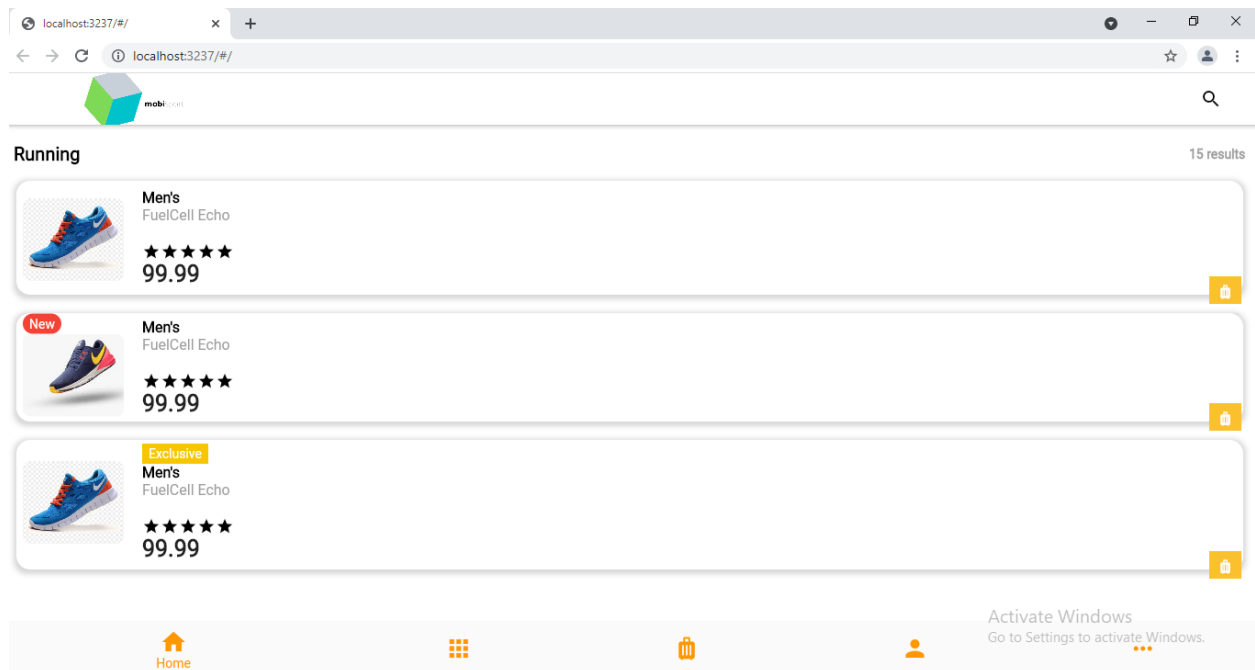 localhost:3237/#/
localhost:3237/#/
mobi
Running
15 results
Men's
FuelCell Echo
99.99
New
Men's
FuelCell Echo
99.99
Exclusive
Men's
FuelCell Echo
99.99
Activate Windows
Go to Settings to activate Windows.
Home